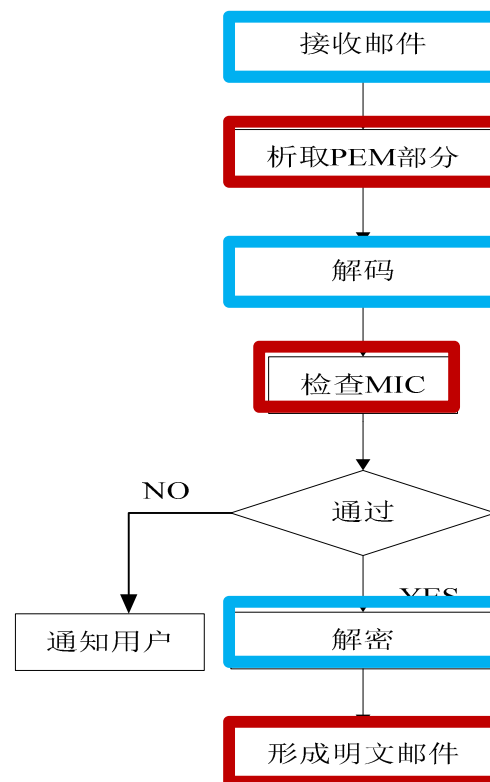 接收邮件
析取PEM部分
解码
检查MIC
通过
NO
YES
通知用户
解密
形成明文邮件